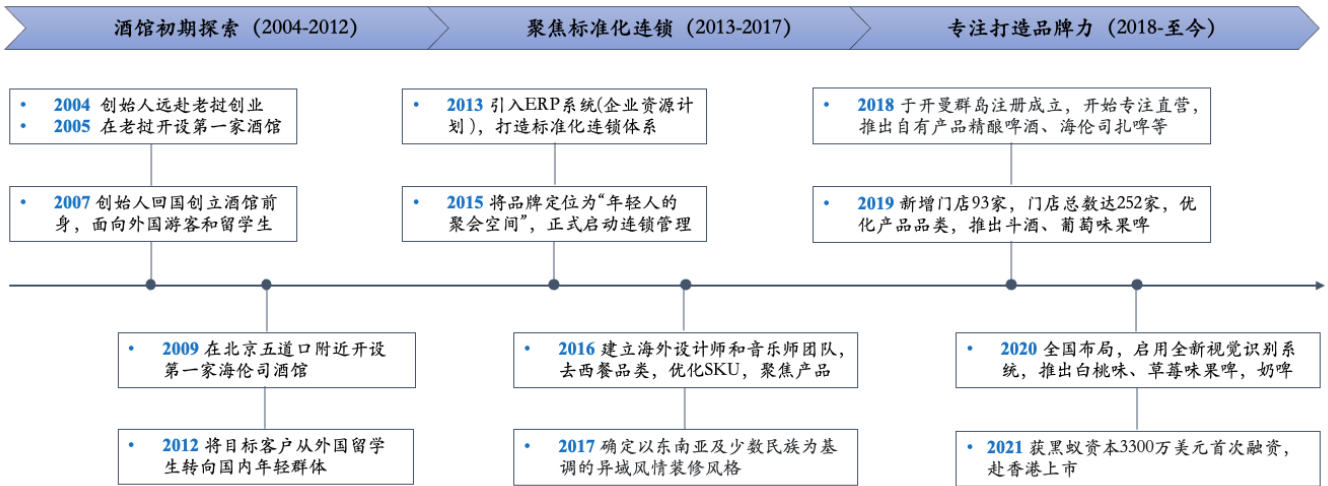 酒馆初期探索（2004-2012）
聚焦标准化连锁（2013-2017）
专注打造品牌力（2018-至今）
• 2004 创始人远赴老挝创业
• 2005 在老挝开设第一家酒馆
• 2007 创始人回国创立酒馆前
身，面向外国游客和留学生
• 2009 在北京五道口附近开设
第一家海伦司酒馆
• 2012 将目标客户从外国留学
生转向国内年轻群体
• 2013 引入ERP系统(企业资源计
划），打造标准化连锁体系
• 2015 将品牌定位为“年轻人的
聚会空间”，正式启动连锁管理
• 2016 建立海外设计师和音乐师团队，
去西餐品类，优化SKU，聚焦产品
• 2017 确定以东南亚及少数民族为基
调的异域风情装修风格
• 2018 于开曼群岛注册成立，开始专注直营，
推出自有产品精酿啤酒、海伦司扎啤等
• 2019 新增门店93家，门店总数达252家，优
化产品品类，推出斗酒、葡萄味果啤
• 2020 全国布局，启用全新视觉识别系
统，推出白桃味、草莓味果啤，奶啤
• 2021 获黑蚁资本3300万美元首次融资，
赴香港上市